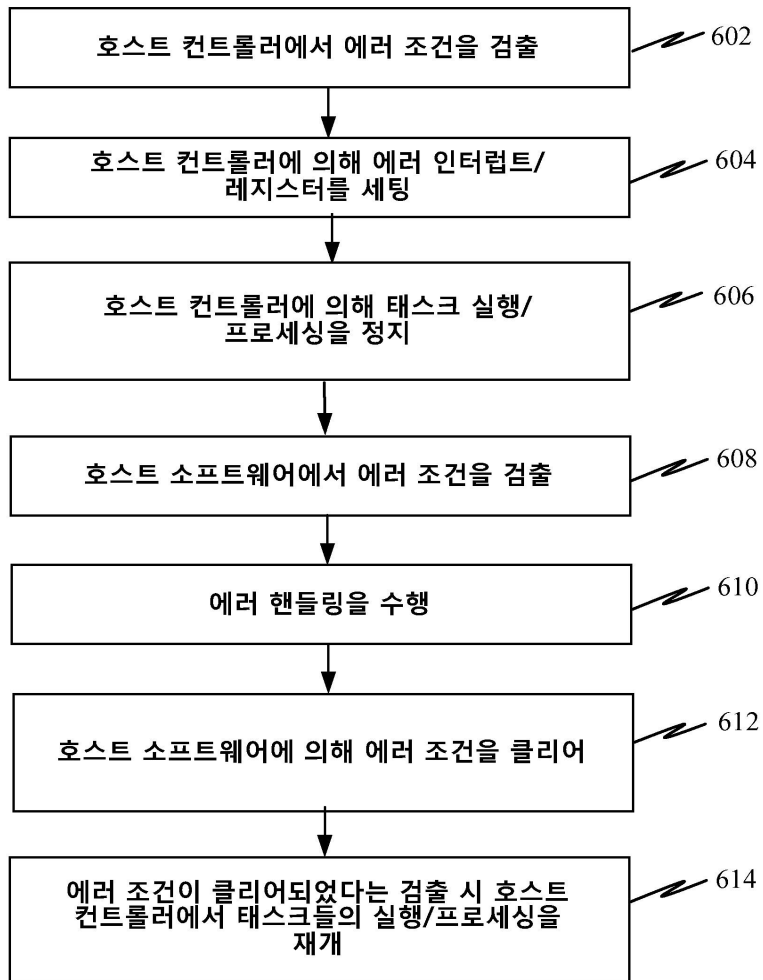 호스트 컨트롤러에서 에러 조건을 검출
602
호스트 컨트롤러에 의해 에러 인터럽트/
레지스터를 세팅
604
호스트 컨트롤러에 의해 태스크 실행/
프로세싱을 정지
606
호스트 소프트웨어에서 에러 조건을 검출
608
에러 핸들링을 수행
610
호스트 소프트웨어에 의해 에러 조건을 클리어
612
에러 조건이 클리어되었다는 검출 시 호스트
컨트롤러에서 태스크들의 실행/프로세싱을
재개
614